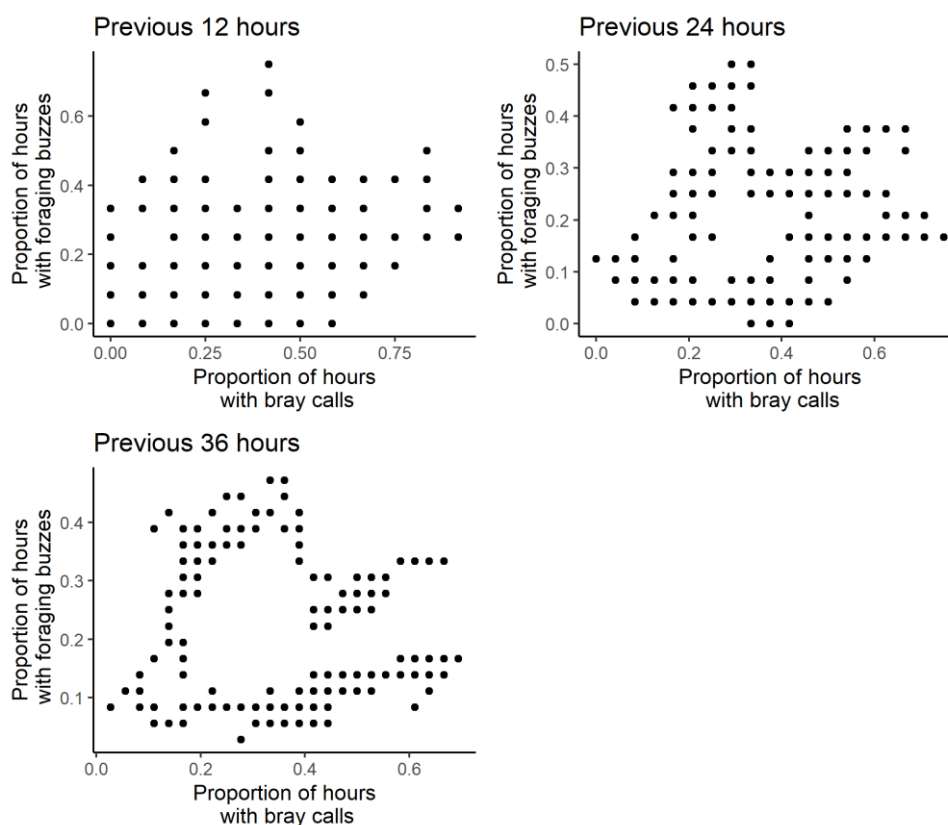 Previous 12 hours
Proportion of hours
with foraging buzzes
0.6
0.4
0.2
0.0
0.00
0.25
0.50
0.75
Proportion of hours
with bray calls
Previous 24 hours
Proportion of hours
with foraging buzzes
0.5
0.4
0.3
0.2
0.1
0.0
0.0
0.2
0.4
0.6
Proportion of hours
with bray calls
Previous 36 hours
Proportion of hours
with foraging buzzes
0.4
0.3
0.2
0.1
0.0
0.2
0.4
0.6
Proportion of hours
with bray calls